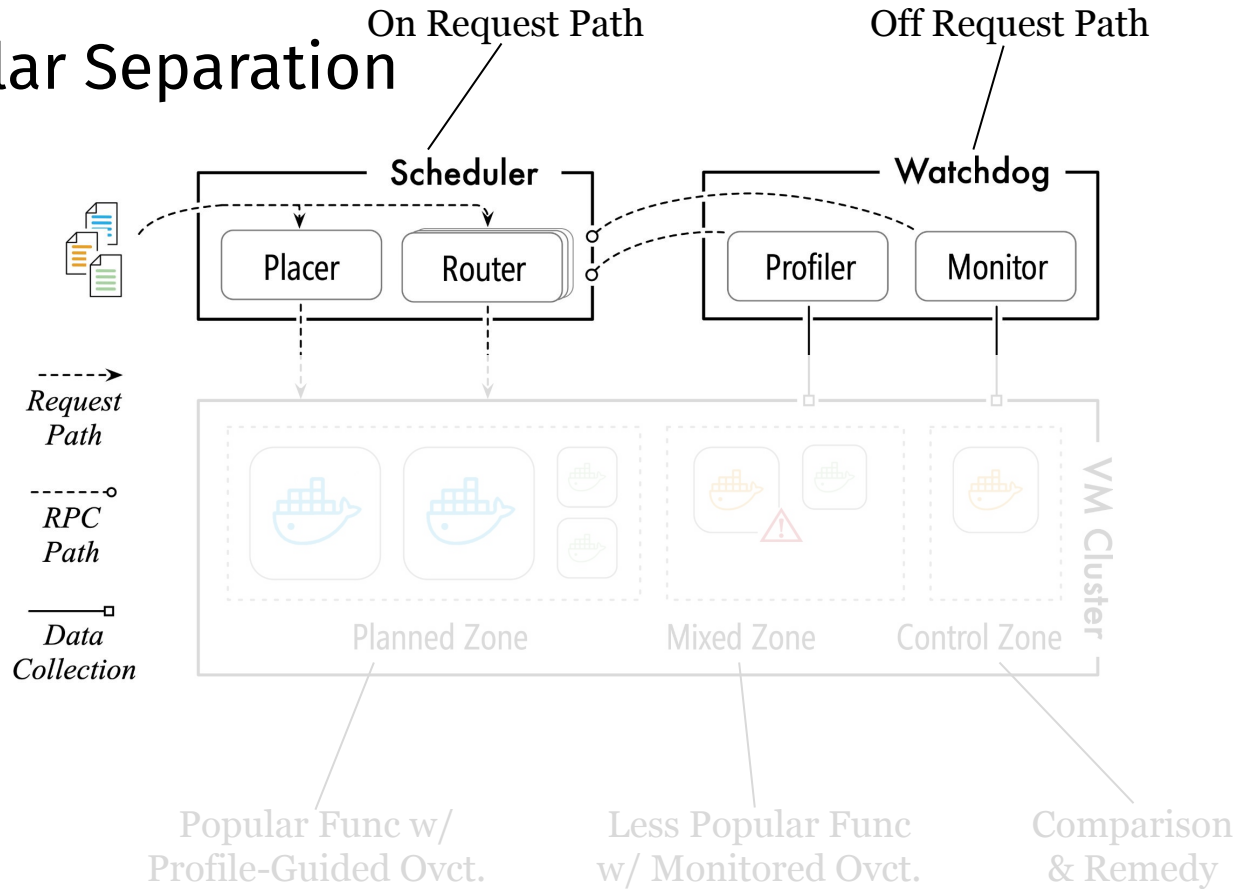 On Request Path
Off Request Path
lar Separation
Scheduler
Watchdog
Placer
Router
Profiler
Monitor
Request
Path
RPC
Path
Data
Collection
Planned Zone
Mixed Zone
Control Zone
VM Cluster
Popular Func w/
Profile-Guided Ovct.
Less Popular Func
w/ Monitored Ovct.
Comparison
& Remedy